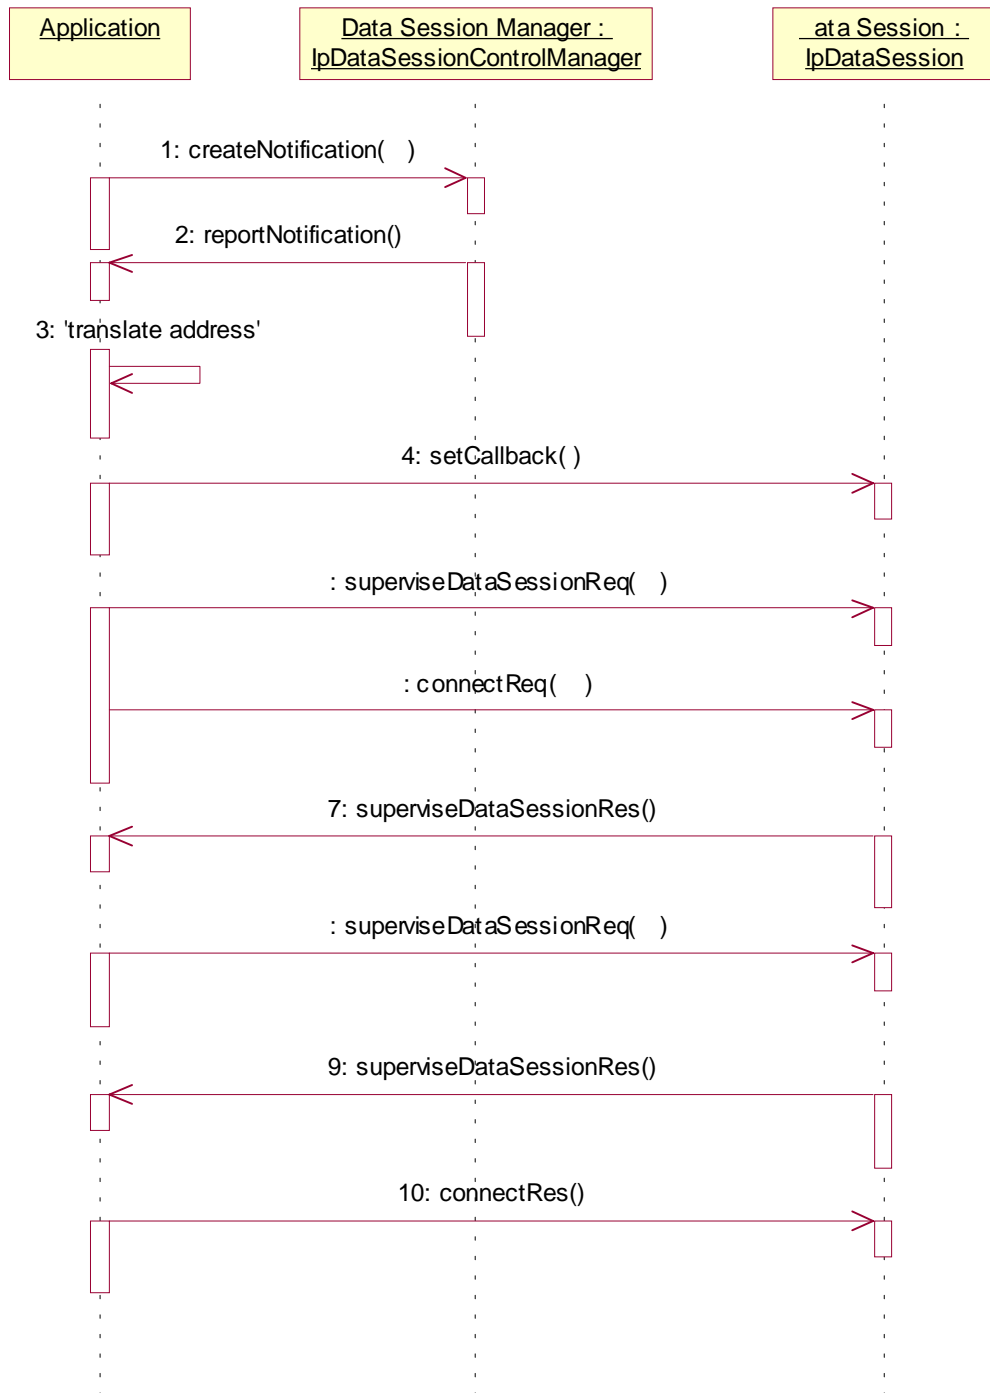 Application
Data Session Manager :
IpDataSessionControlManager
ata Session :
IpDataSession
1: createNotification( )
2: reportNotification()
3: 'translate address'
4: setCallback( )
: superviseDataSessionReq( )
: connectReq( )
7: superviseDataSessionRes()
: superviseDataSessionReq( )
9: superviseDataSessionRes()
10: connectRes()